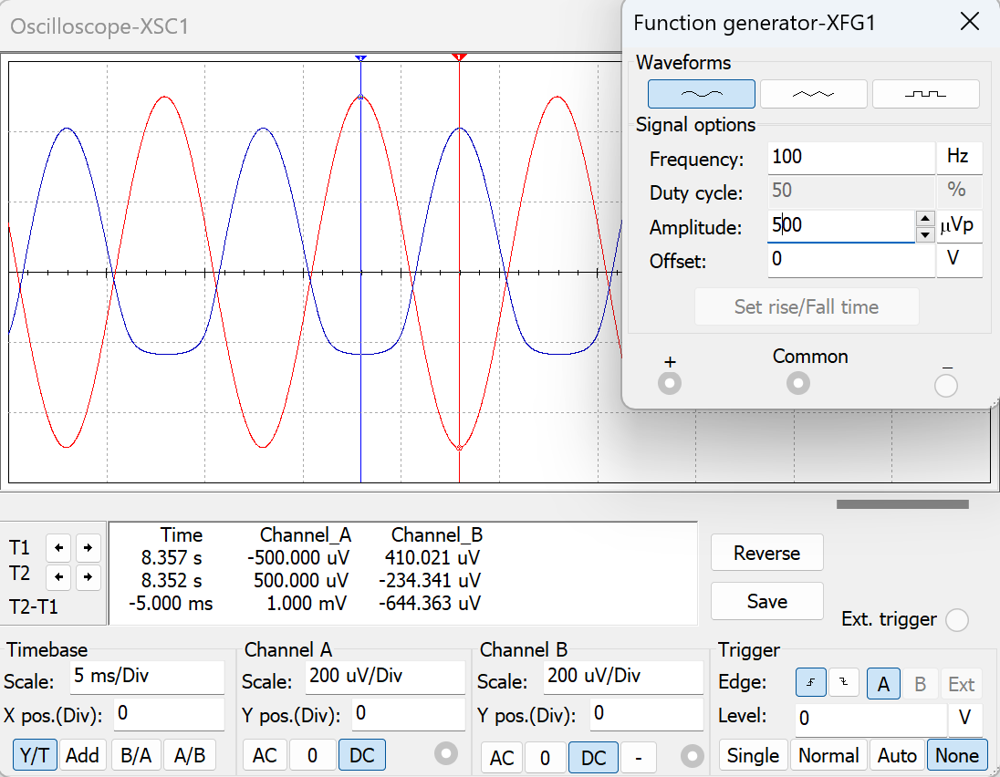 Oscilloscope-XSC1
Function generator-XFG1
Waveforms
Signal options
Frequency: 100 Hz
Duty cycle: 50 %
Amplitude: 500 µVp
Offset: 0 V
Set rise/Fall time
+ Common –
2 1
Time Channel_A Channel_B
T1 8.357 s -500.000 uV 410.021 uV
T2 8.352 s 500.000 uV -234.341 uV
T2-T1 -5.000 ms 1.000 mV -644.363 uV
Reverse
Save
Ext. trigger
Timebase
Scale: 5 ms/Div
X pos.(Div): 0
Y/T Add B/A A/B
Channel A
Scale: 200 uV/Div
Y pos.(Div): 0
AC 0 DC
Channel B
Scale: 200 uV/Div
Y pos.(Div): 0
AC 0 DC -
Trigger
Edge: A B Ext
Level: 0 V
Single Normal Auto None